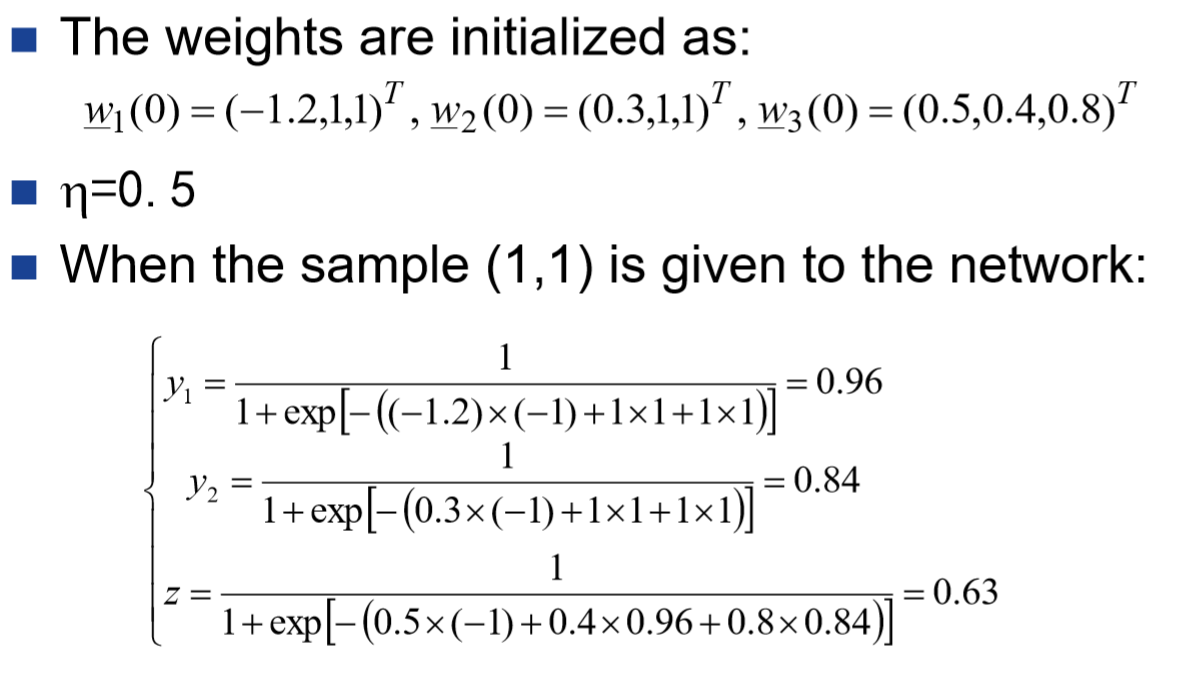 ■ The weights are initialized as:
w₁(0) = (−1.2,1,1)ᵀ , w₂(0) = (0.3,1,1)ᵀ , w₃(0) = (0.5,0.4,0.8)ᵀ
■ η=0. 5
■ When the sample (1,1) is given to the network:
y₁ = 1 / 1+exp[−((−1.2)×(−1)+1×1+1×1)] = 0.96
y₂ = 1 / 1+exp[−(0.3×(−1)+1×1+1×1)] = 0.84
z = 1 / 1+exp[−(0.5×(−1)+0.4×0.96+0.8×0.84)] = 0.63